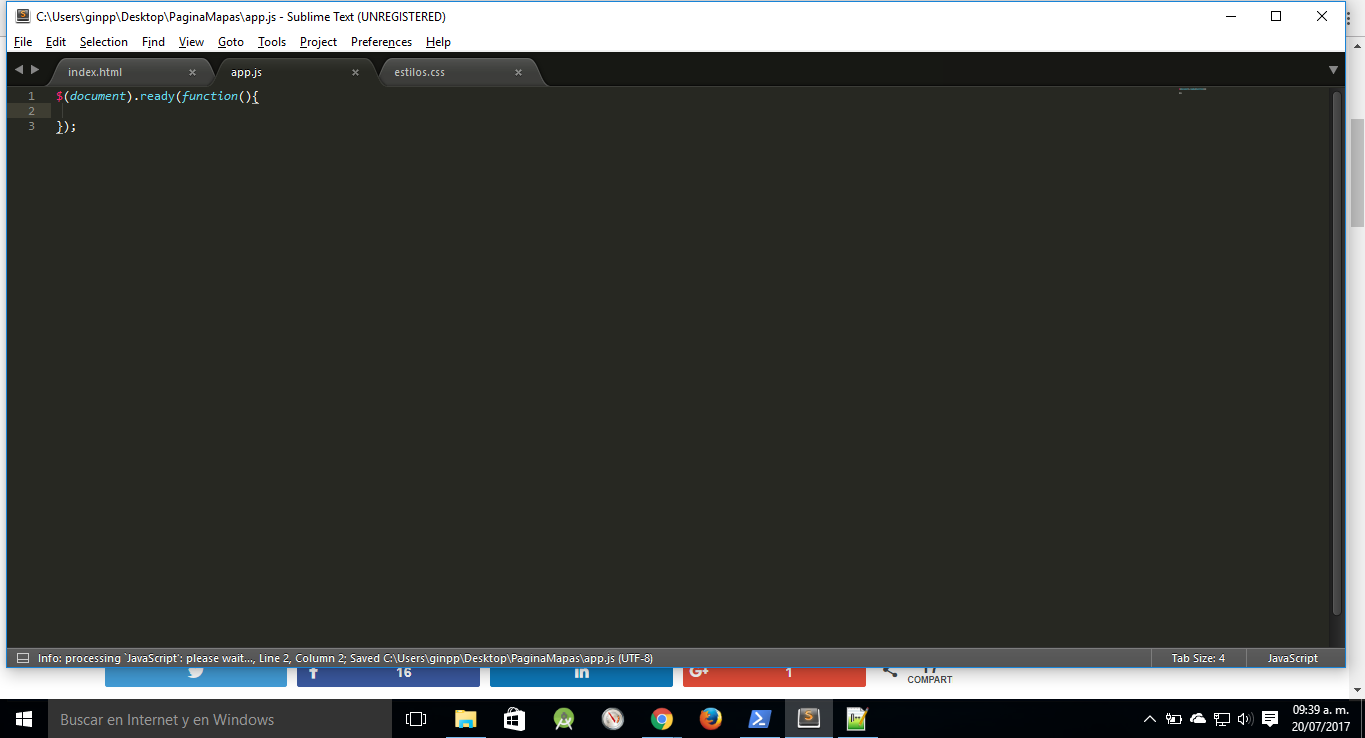 C:\Users\ginpp\Desktop\PaginaMapas\app.js - Sublime Text (UNREGISTERED)
File Edit Selection Find View Goto Tools Project Preferences Help
index.html × app.js × estilos.css ×
1 $(document).ready(function(){
2
3 });
Info: processing `JavaScript': please wait..., Line 2, Column 2; Saved C:\Users\ginpp\Desktop\PaginaMapas\app.js (UTF-8) Tab Size: 4 JavaScript
f 16 in G+ 1 17
COMPART
Buscar en Internet y en Windows
09:39 a. m.
20/07/2017